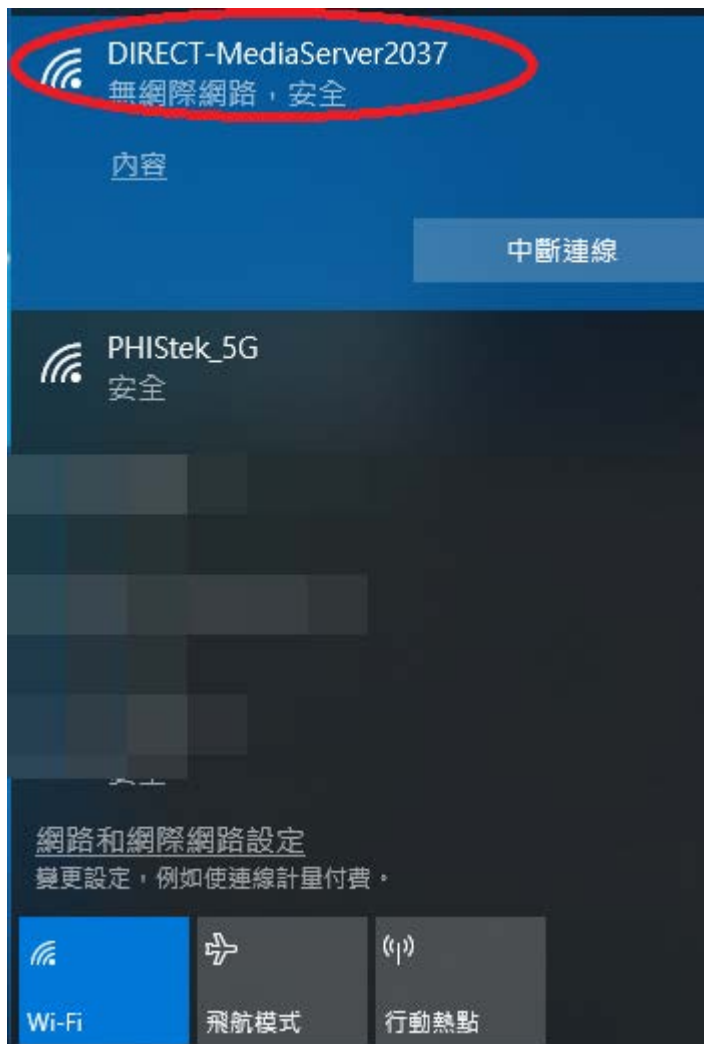 DIRECT-MediaServer2037
無網際網路，安全
內容
中斷連線
PHIStek_5G
安全
網路和網際網路設定
變更設定，例如使連線計量付費。
Wi-Fi
飛航模式
行動熱點